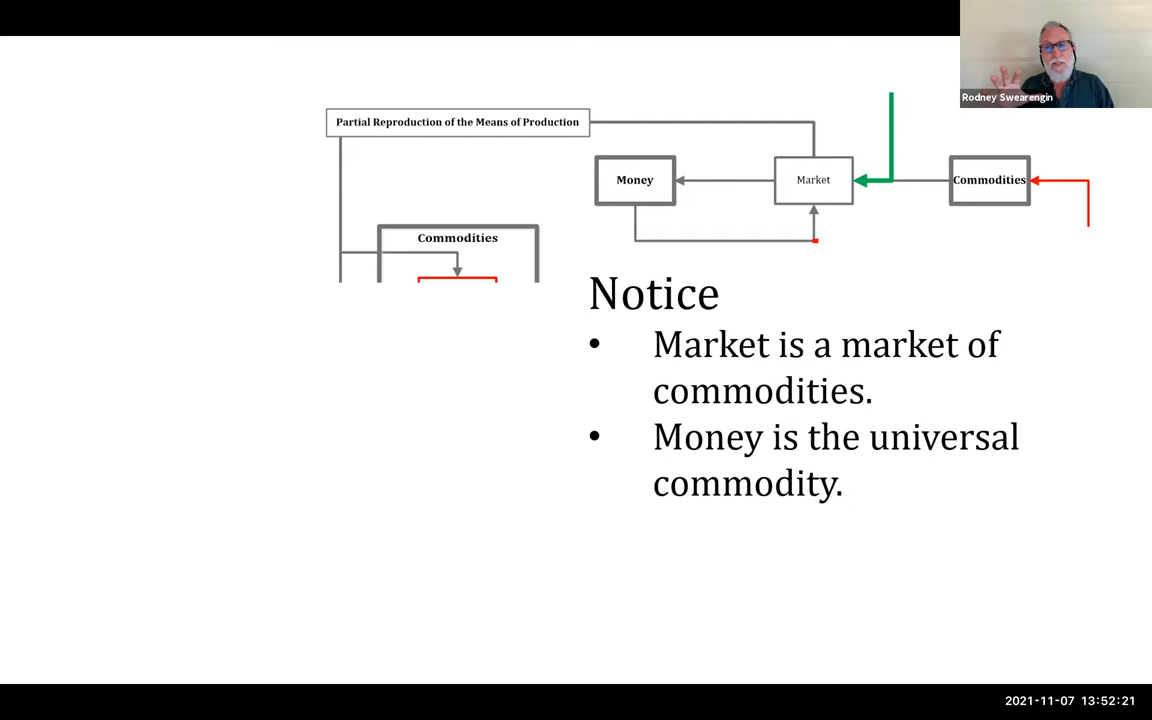 Rodney Swearengin
Partial Reproduction of the Means of Production
Money
Market
Commodities
Commodities
Notice
• Market is a market of
commodities.
• Money is the universal
commodity.
2021-11-07 13:52:21